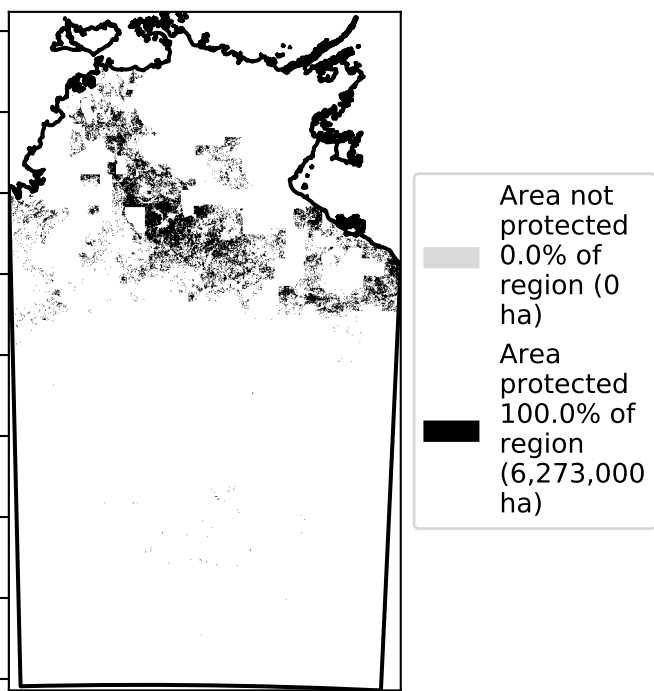 Area not
protected
0.0% of
region (0
ha)
Area
protected
100.0% of
region
(6,273,000
ha)